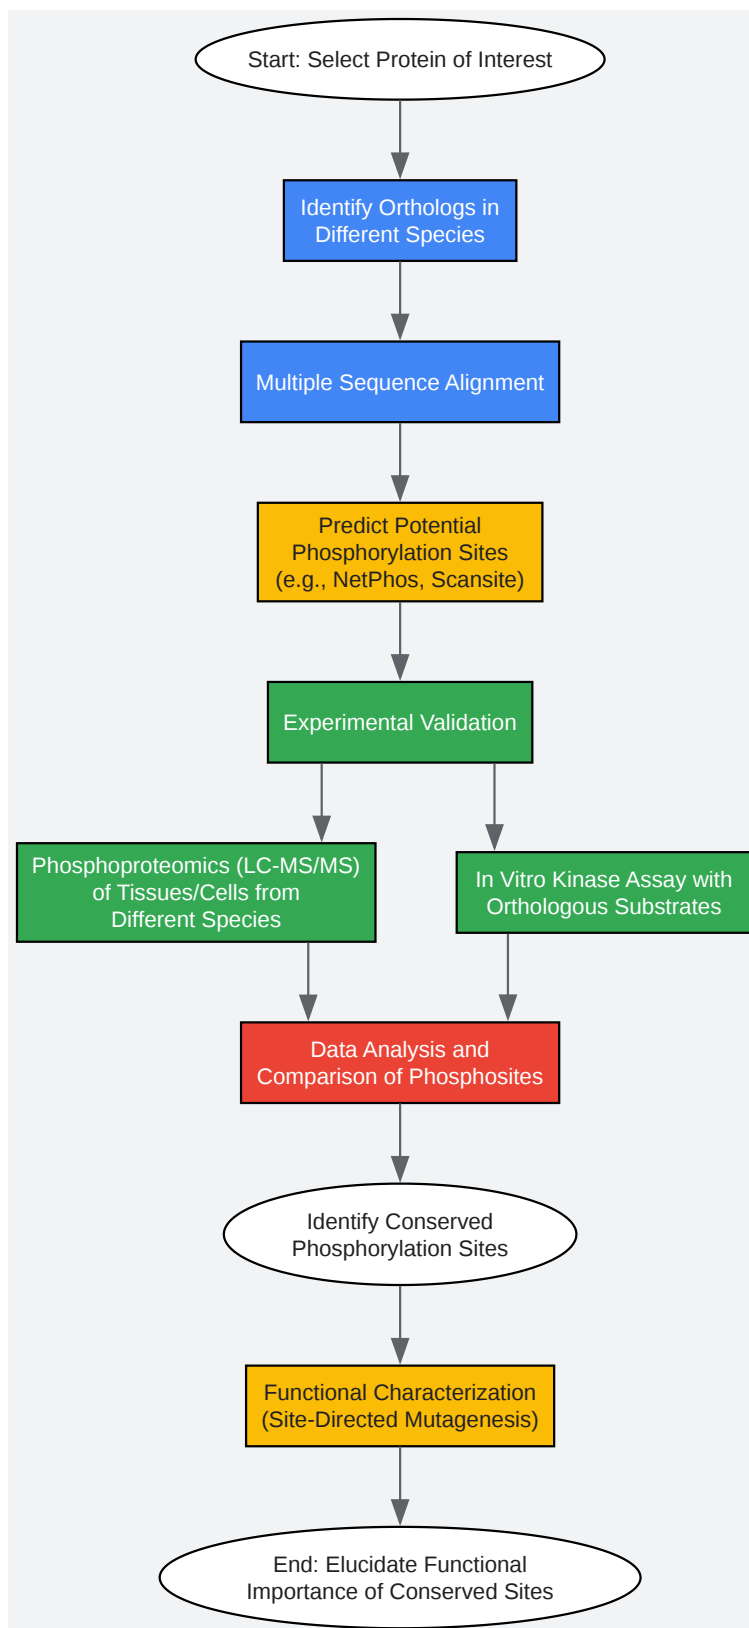 Start: Select Protein of Interest
Identify Orthologs in
Different Species
Multiple Sequence Alignment
Predict Potential
Phosphorylation Sites
(e.g., NetPhos, Scansite)
Experimental Validation
Phosphoproteomics (LC-MS/MS)
of Tissues/Cells from
Different Species
In Vitro Kinase Assay with
Orthologous Substrates
Data Analysis and
Comparison of Phosphosites
Identify Conserved
Phosphorylation Sites
Functional Characterization
(Site-Directed Mutagenesis)
End: Elucidate Functional
Importance of Conserved Sites